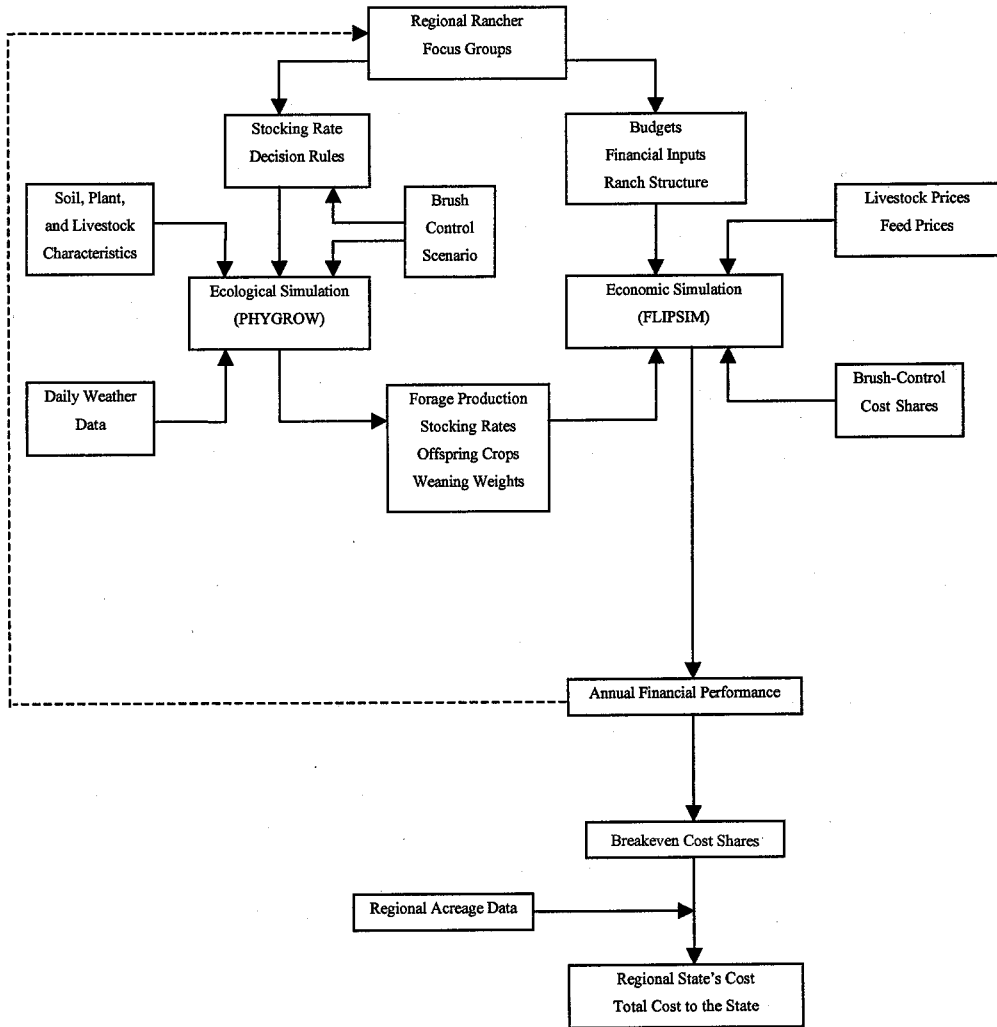 Regional Rancher
Focus Groups
Stocking Rate
Decision Rules
Budgets
Financial Inputs
Ranch Structure
Soil, Plant,
and Livestock
Characteristics
Brush
Control
Scenario
Livestock Prices
Feed Prices
Ecological Simulation
(PHYGROW)
Economic Simulation
(FLIPSIM)
Daily Weather
Data
Forage Production
Stocking Rates
Offspring Crops
Weaning Weights
Brush-Control
Cost Shares
Annual Financial Performance
Breakeven Cost Shares
Regional Acreage Data
Regional State's Cost
Total Cost to the State